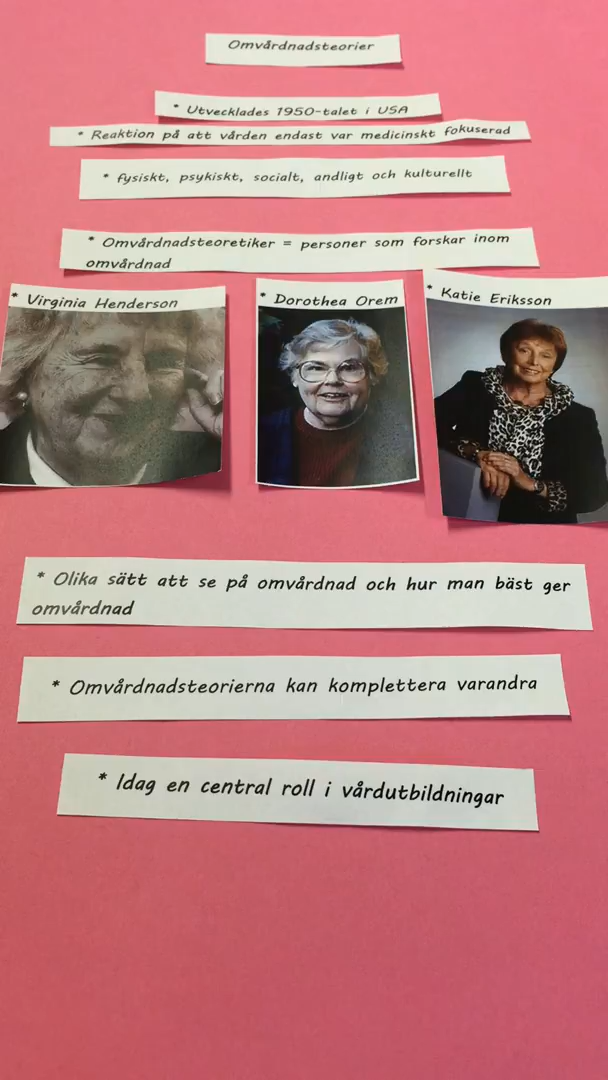 Omvårdnadsteorier
* Utvecklades 1950-talet i USA
* Reaktion på att vården endast var medicinskt fokuserad
* fysiskt, psykiskt, socialt, andligt och kulturellt
* Omvårdnadsteoretiker = personer som forskar inom
omvårdnad
* Virginia Henderson
* Dorothea Orem
* Katie Eriksson
* Olika sätt att se på omvårdnad och hur man bäst ger
omvårdnad
* Omvårdnadsteorierna kan komplettera varandra
* Idag en central roll i vårdutbildningar